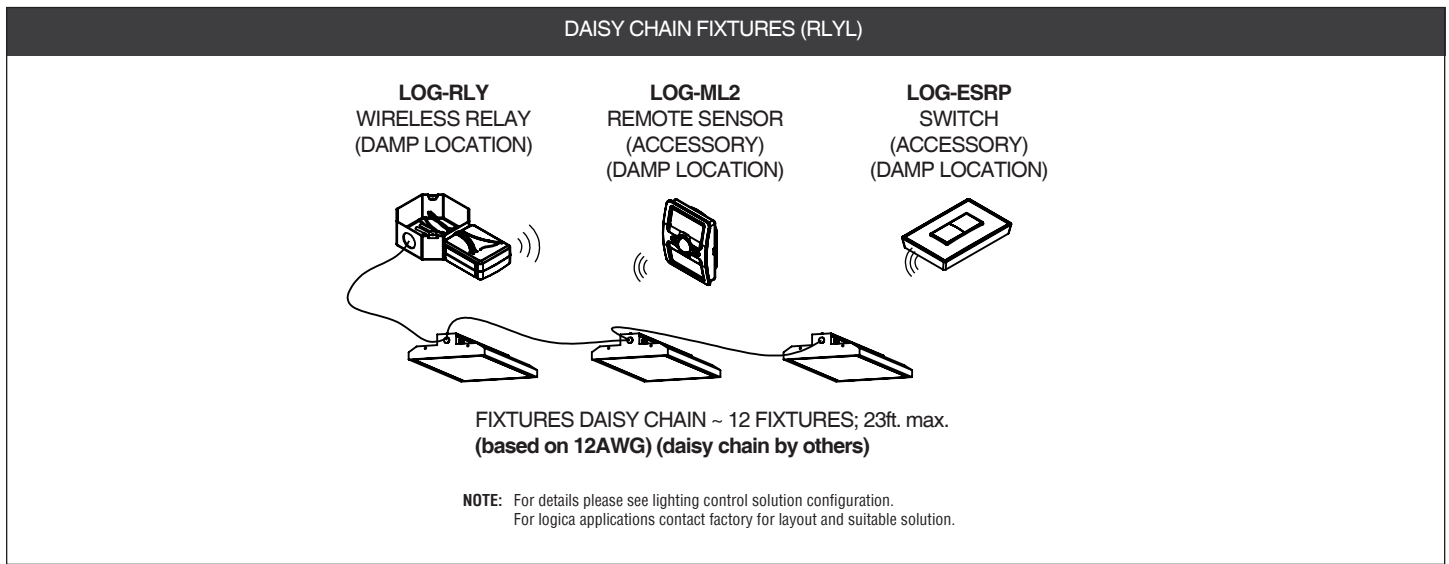 DAISY CHAIN FIXTURES (RLYL)
LOG-RLY
WIRELESS RELAY
(DAMP LOCATION)
LOG-ML2
REMOTE SENSOR
(ACCESSORY)
(DAMP LOCATION)
LOG-ESRP
SWITCH
(ACCESSORY)
(DAMP LOCATION)
FIXTURES DAISY CHAIN ~ 12 FIXTURES; 23ft. max.
(based on 12AWG) (daisy chain by others)
NOTE: For details please see lighting control solution configuration.
For logica applications contact factory for layout and suitable solution.